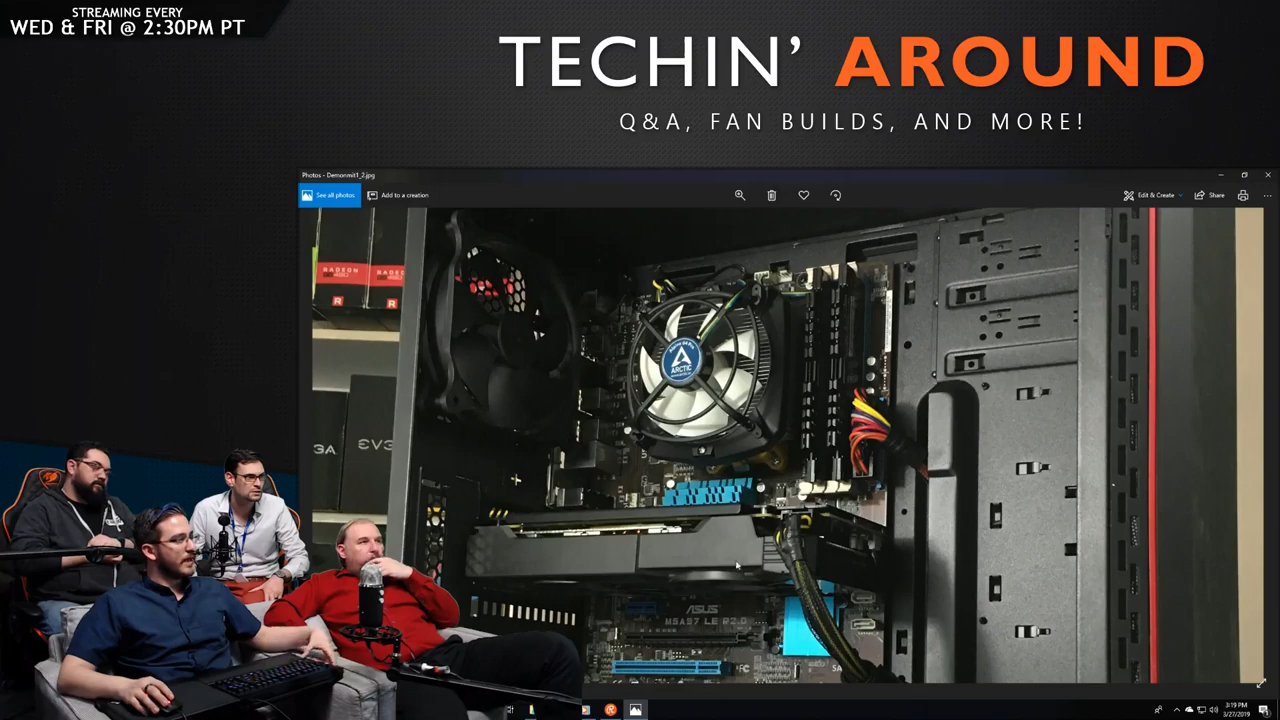 STREAMING EVERY
WED & FRI @ 2:30PM PT
TECHIN’ AROUND
Q&A, FAN BUILDS, AND MORE!
Photos - Demonmit1_2.jpg
See all photos
Add to a creation
Edit & Create
Share
RADEON
R
R
ARCTIC
EV
ASUS
M5A97 LE R2.0
3:19 PM
3/27/2019